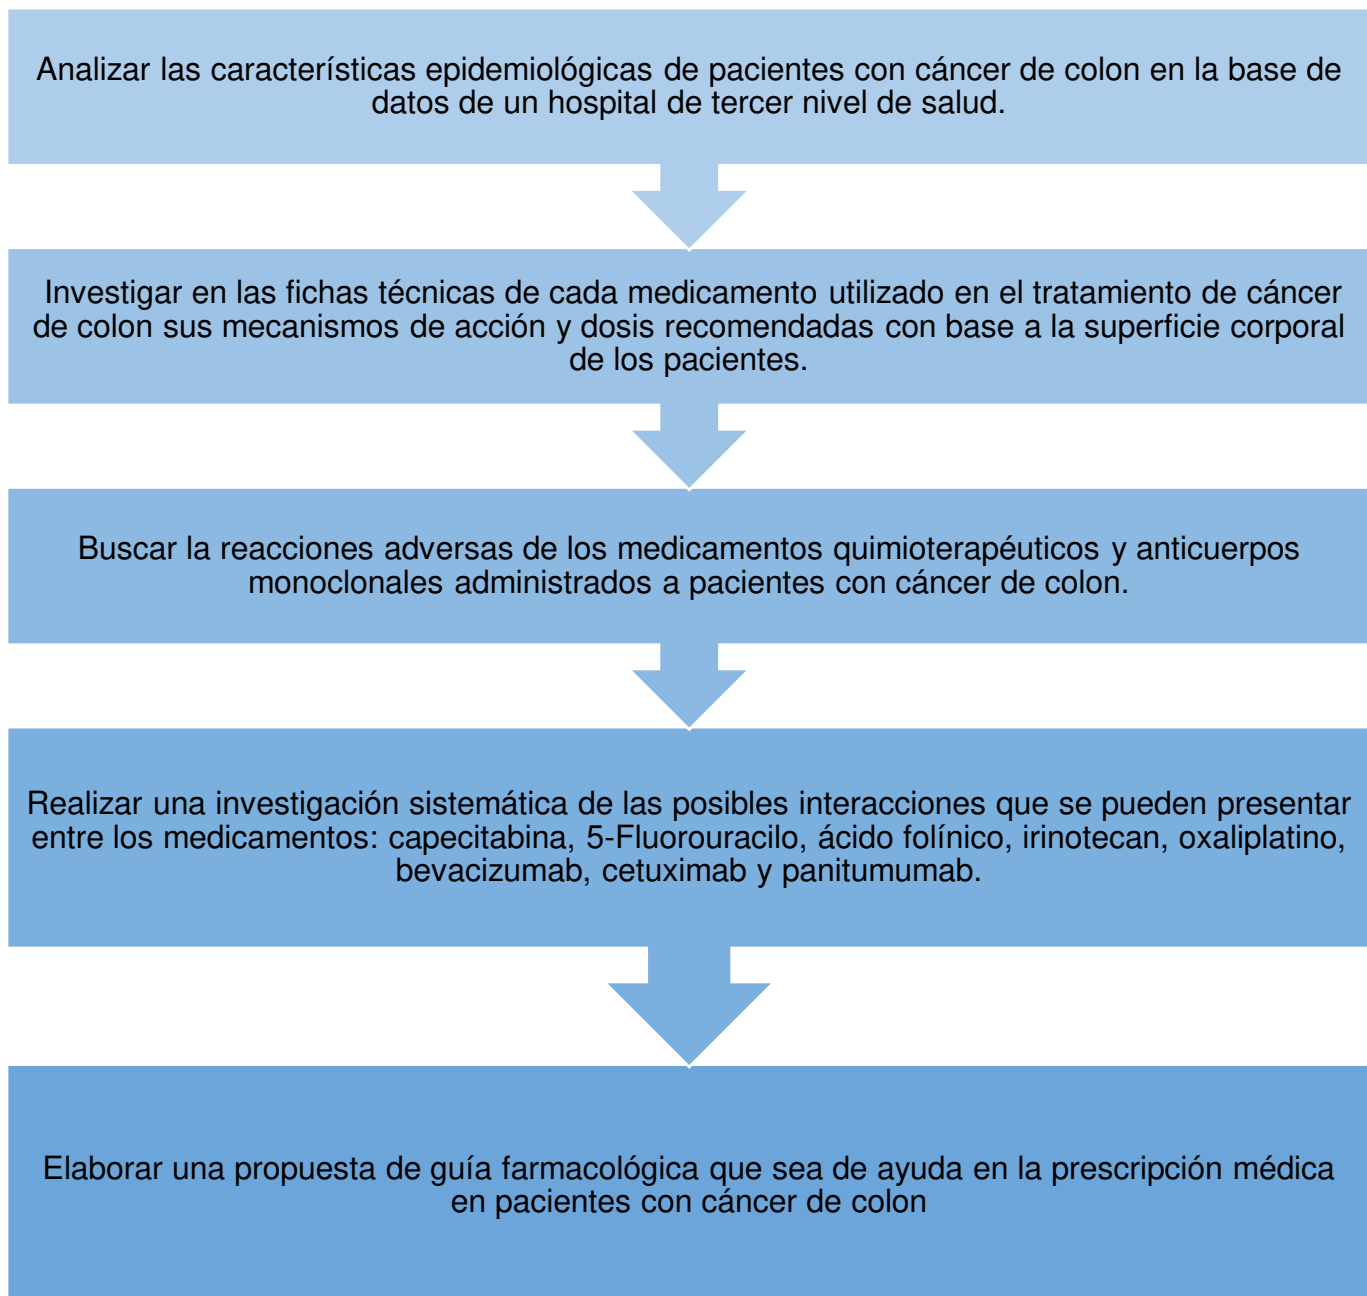 Analizar las características epidemiológicas de pacientes con cáncer de colon en la base de
datos de un hospital de tercer nivel de salud.
Investigar en las fichas técnicas de cada medicamento utilizado en el tratamiento de cáncer
de colon sus mecanismos de acción y dosis recomendadas con base a la superficie corporal
de los pacientes.
Buscar la reacciones adversas de los medicamentos quimioterapéuticos y anticuerpos
monoclonales administrados a pacientes con cáncer de colon.
Realizar una investigación sistemática de las posibles interacciones que se pueden presentar
entre los medicamentos: capecitabina, 5-Fluorouracilo, ácido folínico, irinotecan, oxaliplatino,
bevacizumab, cetuximab y panitumumab.
Elaborar una propuesta de guía farmacológica que sea de ayuda en la prescripción médica
en pacientes con cáncer de colon